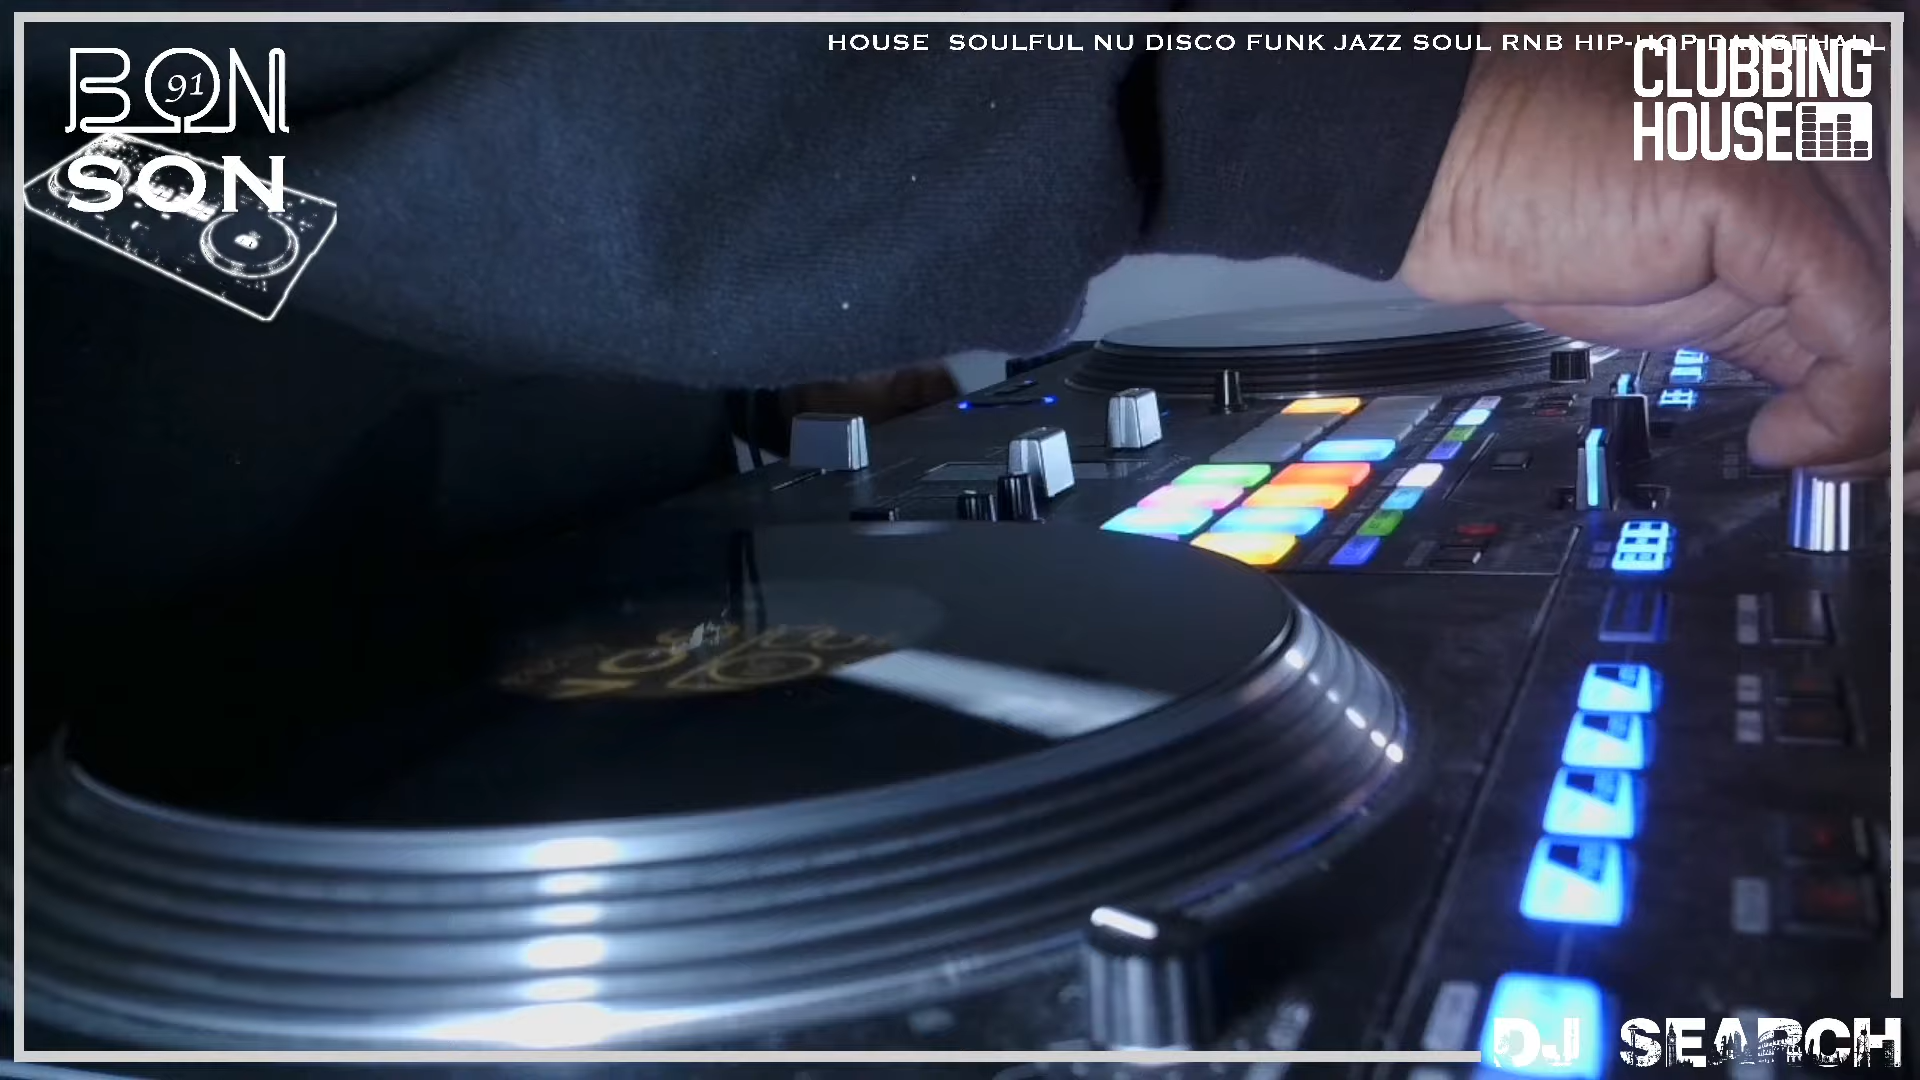 HOUSE SOULFUL NU DISCO FUNK JAZZ SOUL RNB HIP-HOP DANCEHALL
BON
91
SON
CLUBBING
HOUSE
DJ SEARCH